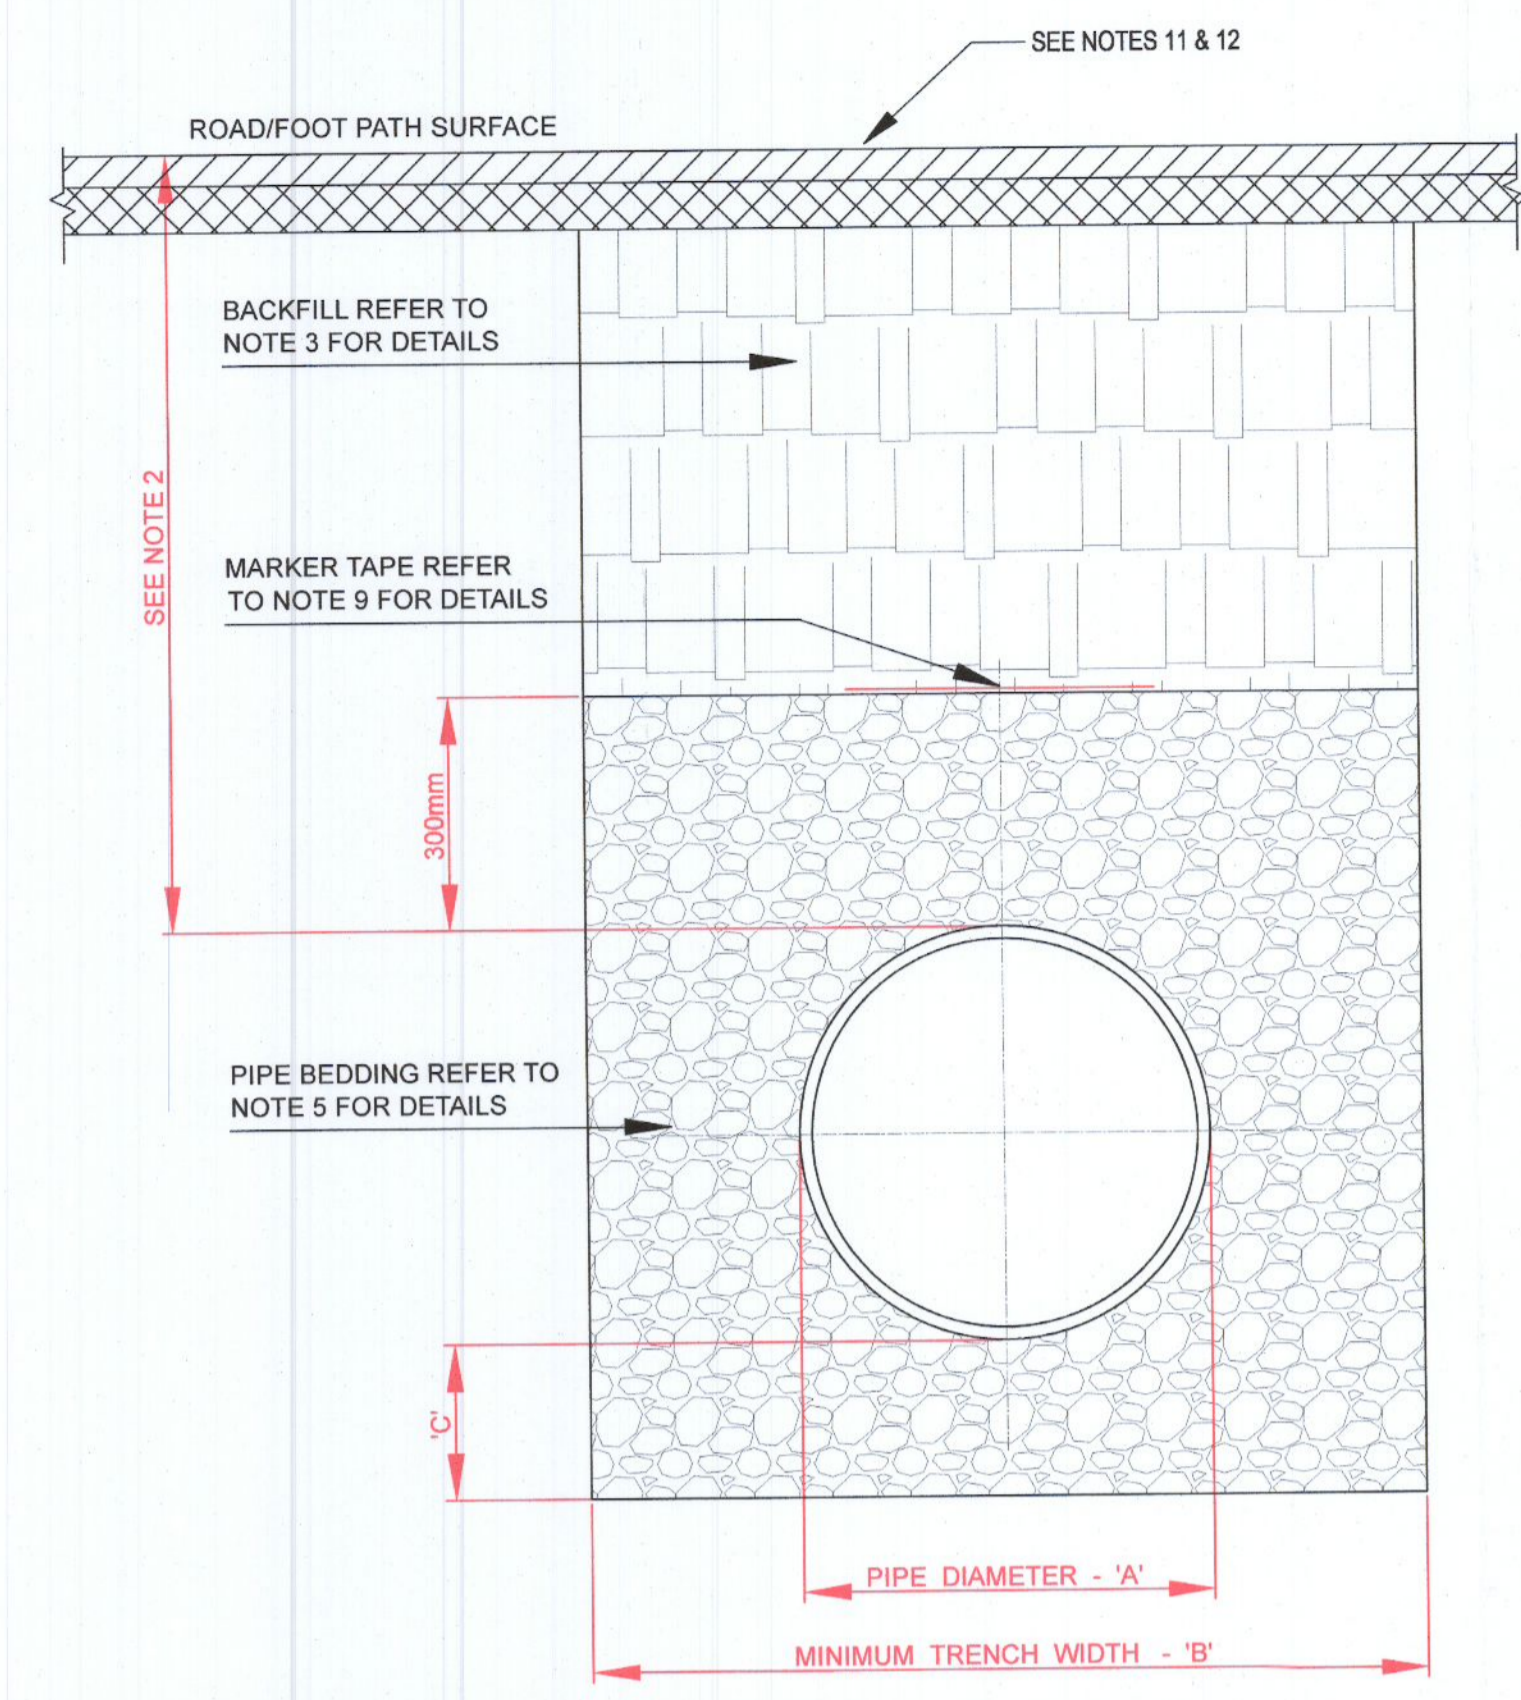 SEE NOTES 11 & 12
ROAD/FOOT PATH SURFACE
BACKFILL REFER TO
NOTE 3 FOR DETAILS
SEE NOTE 2
MARKER TAPE REFER
TO NOTE 9 FOR DETAILS
300mm
PIPE BEDDING REFER TO
NOTE 5 FOR DETAILS
'C'
PIPE DIAMETER - 'A'
MINIMUM TRENCH WIDTH - 'B'